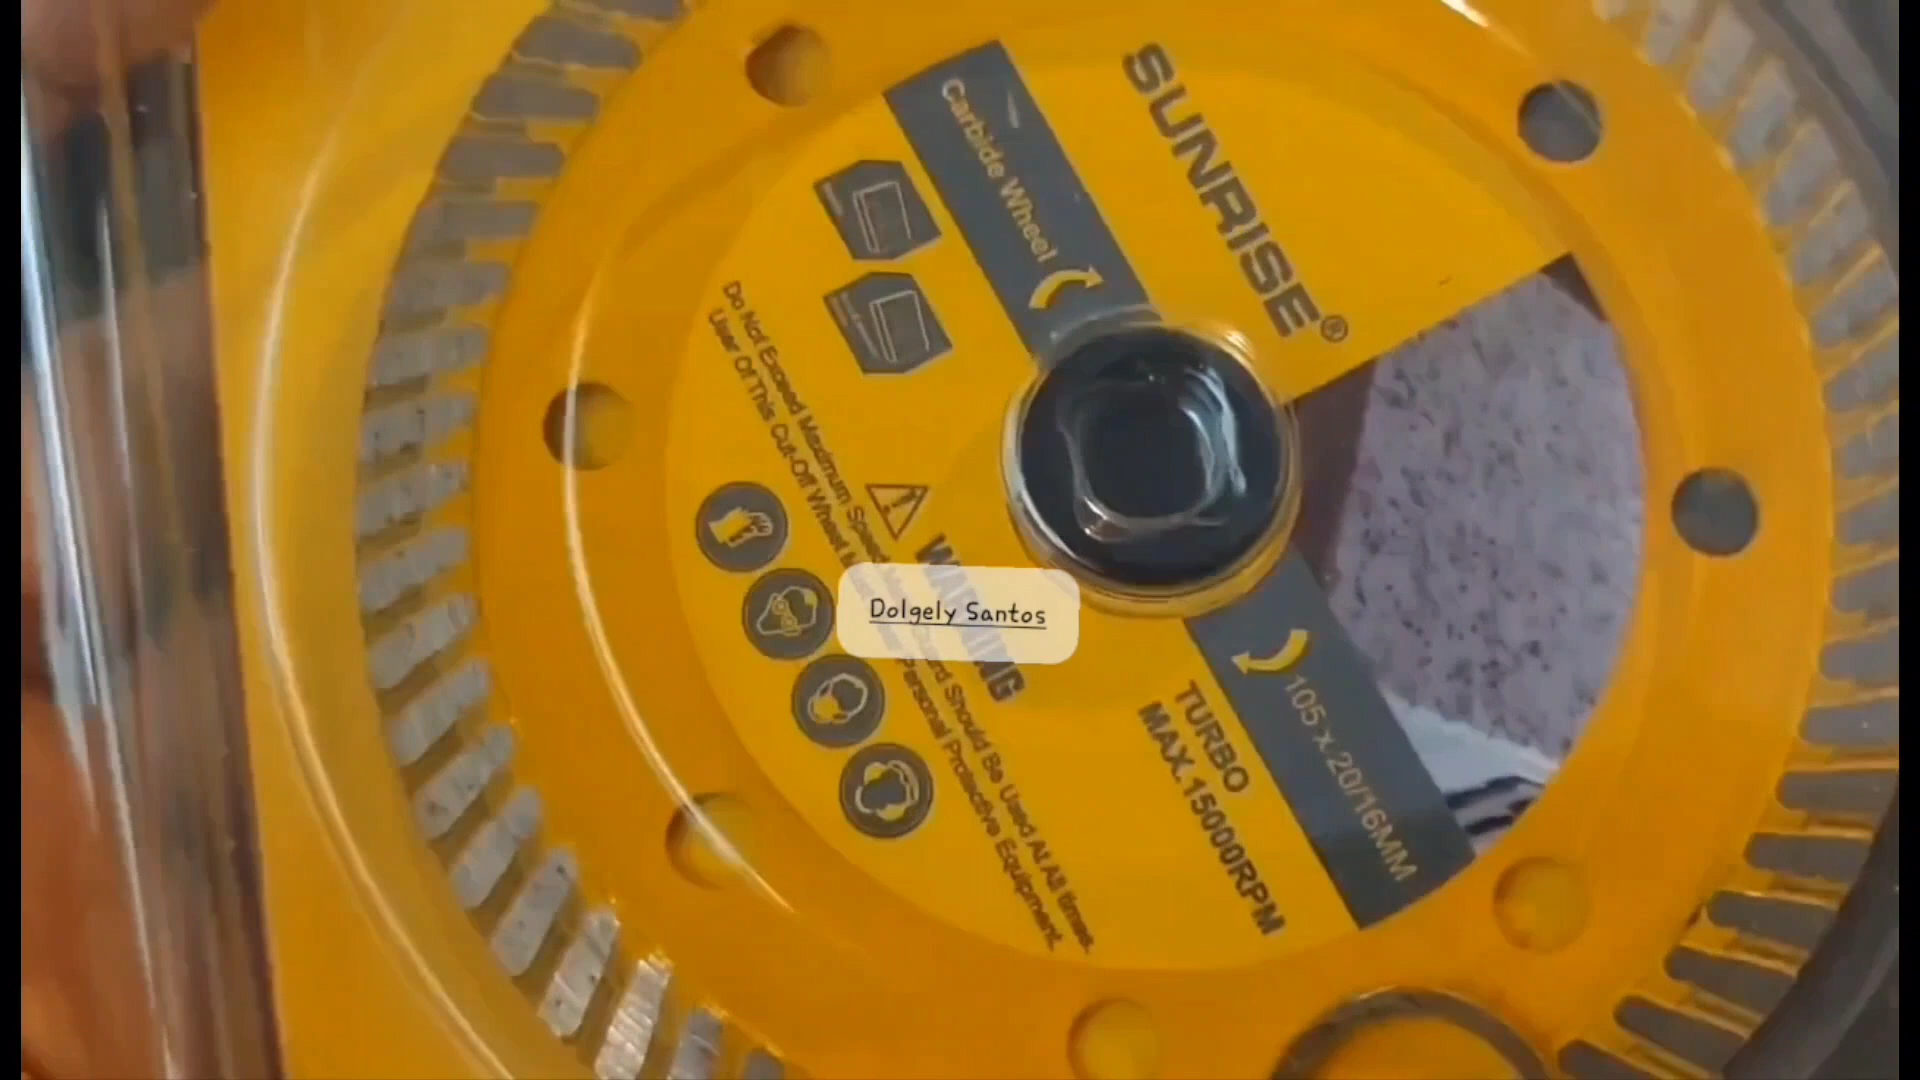 SUNRISE®
Carbide Wheel
105 x 20/16MM
TURBO
MAX.15000RPM
WARNING
Do Not Exceed Maximum Speed
Guard Should Be Used At All times.
User Of This Cut-Off Wheel
Personal Protective Equipment.
Dolgely Santos